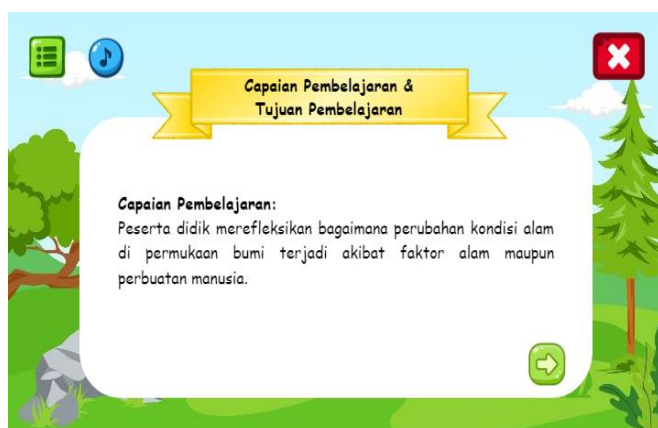 Capaian Pembelajaran &
Tujuan Pembelajaran
Capaian Pembelajaran:
Peserta didik merefleksikan bagaimana perubahan kondisi alam
di permukaan bumi terjadi akibat faktor alam maupun
perbuatan manusia.